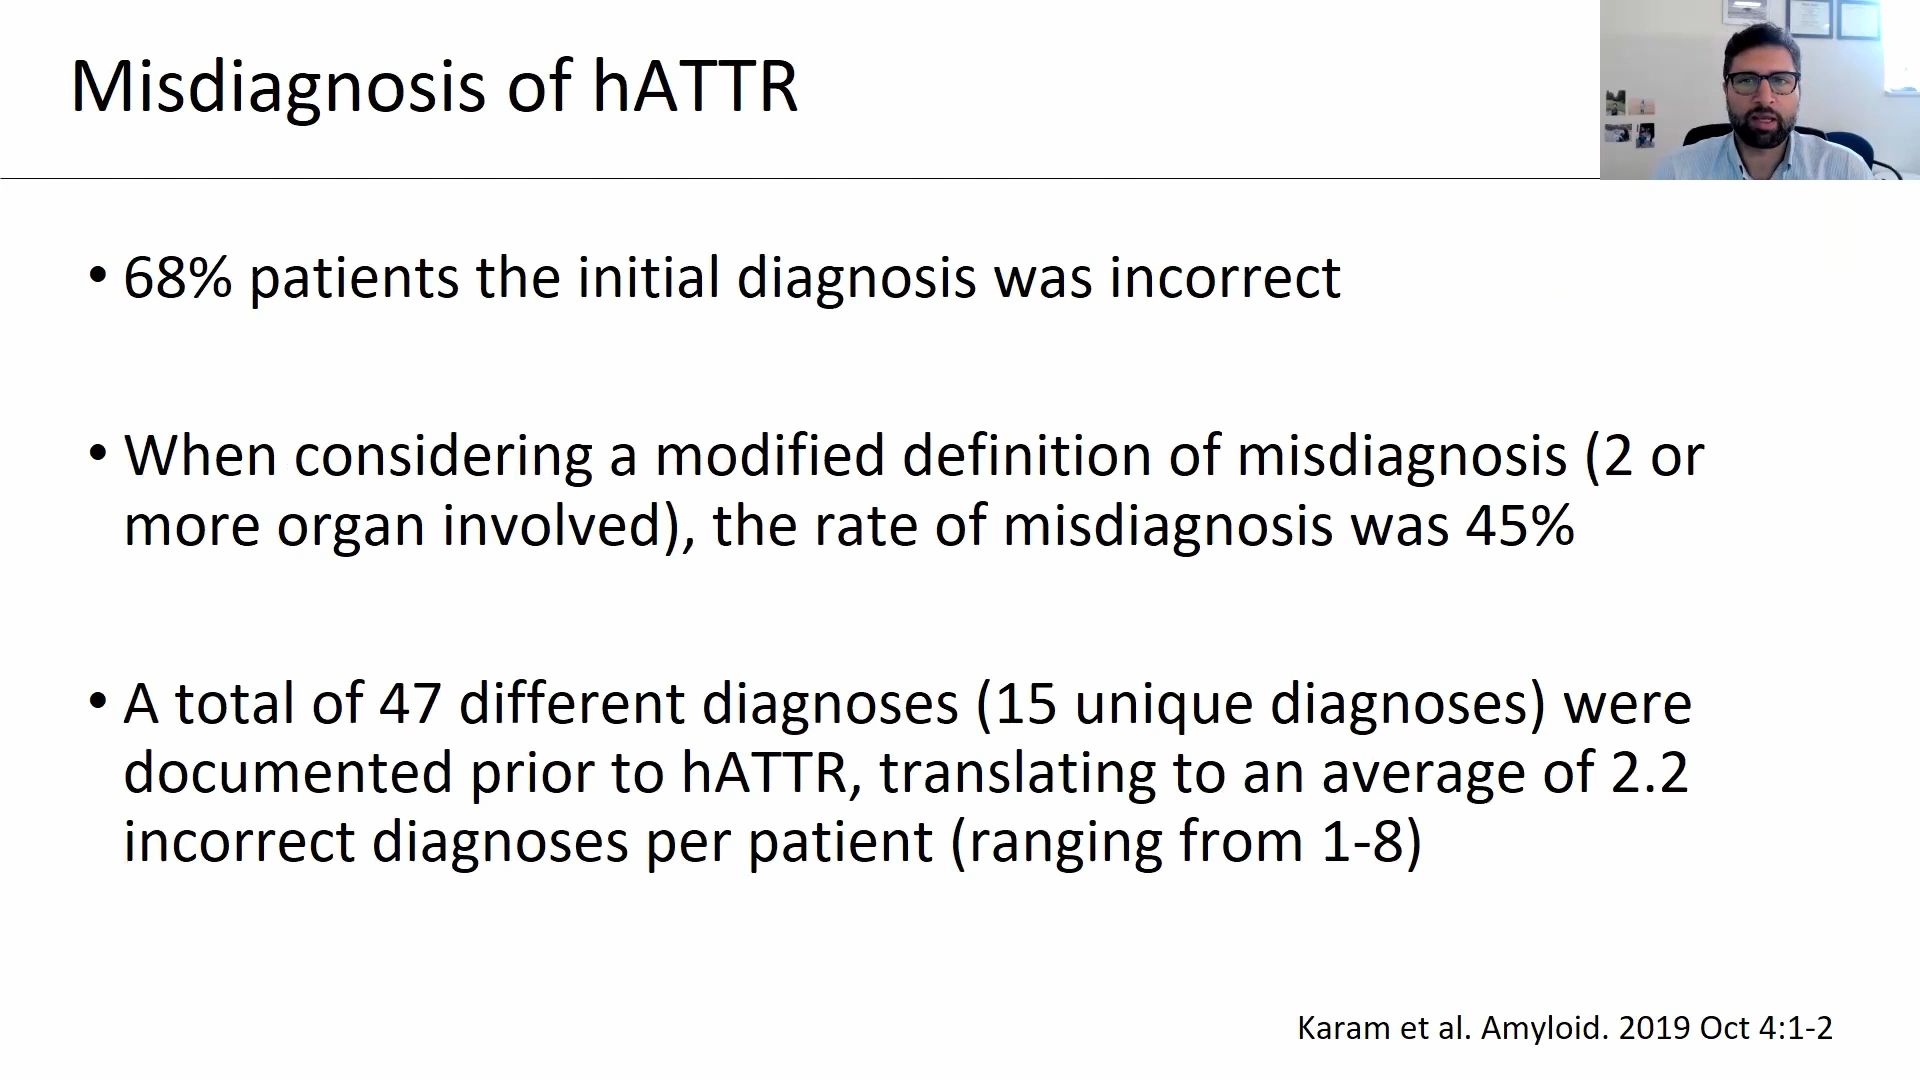 Misdiagnosis of hATTR
• 68% patients the initial diagnosis was incorrect
• When considering a modified definition of misdiagnosis (2 or
more organ involved), the rate of misdiagnosis was 45%
• A total of 47 different diagnoses (15 unique diagnoses) were
documented prior to hATTR, translating to an average of 2.2
incorrect diagnoses per patient (ranging from 1-8)
Karam et al. Amyloid. 2019 Oct 4:1-2